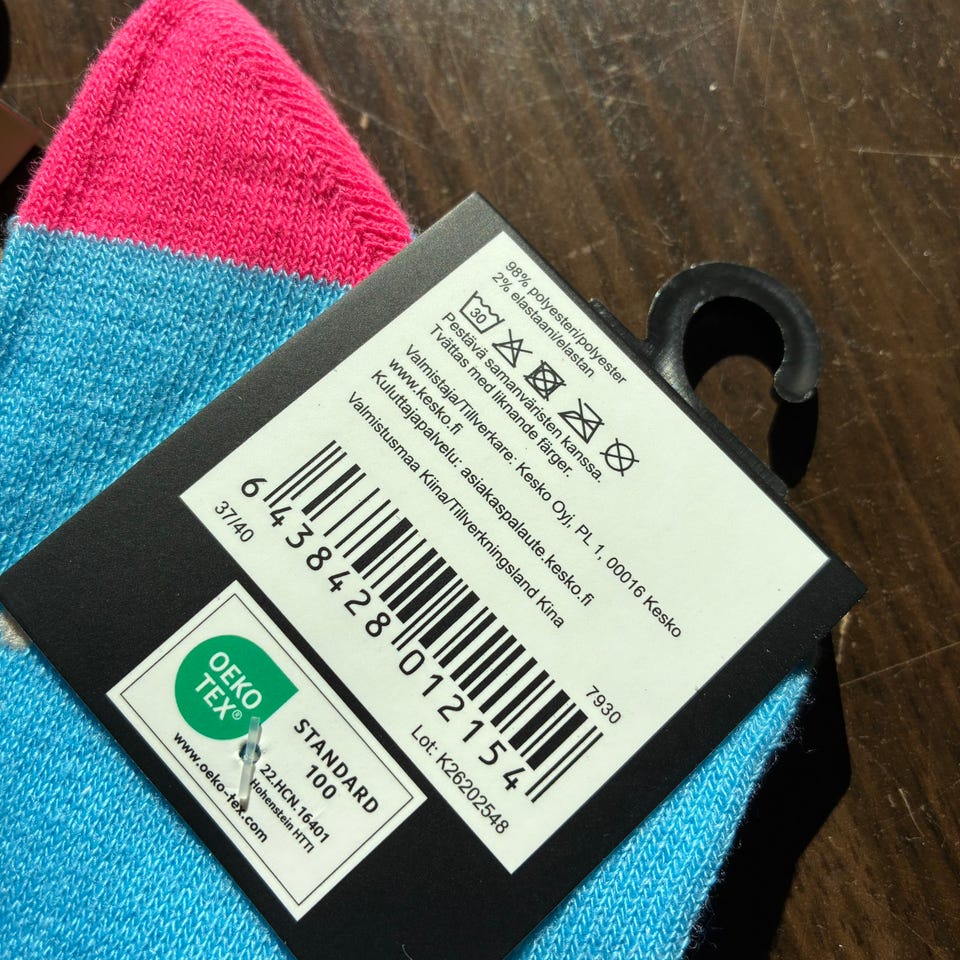 98% polyesteri/polyester
2% elastaani/elastan
30
Pestävä samanväristen kanssa.
Tvättas med liknande färger.
Valmistaja/Tillverkare: Kesko Oyj, PL 1, 00016 Kesko
www.kesko.fi
Kuluttajapalvelu: asiakaspalaute.kesko.fi
Valmistusmaa Kiina/Tillverkningsland Kina
7930
6 438428 012154
37/40
Lot: K26202548
OEKO
TEX®
STANDARD
100
22.HCN.16401
Hohenstein HTTI
www.oeko-tex.com